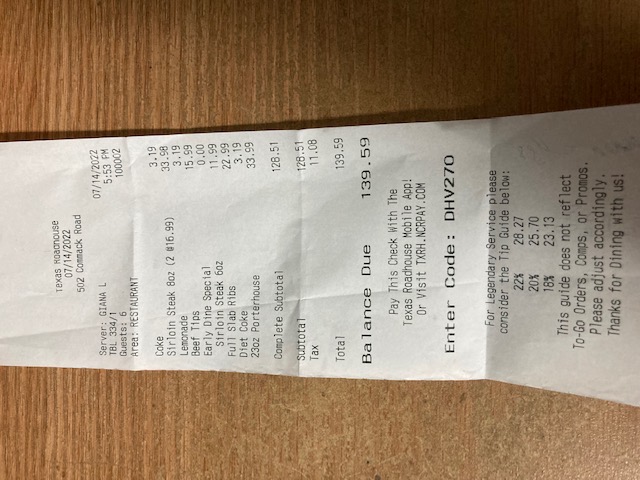 Texas Roadhouse
07/14/2022
502 Commack Road
Server: GIANA L 07/14/2022
TBL 334/1 5:53 PM
Guests: 6 100002
Area: RESTAURANT
Coke 3.19
Sirloin Steak 8oz (2 @16.99) 33.98
Lemonade 3.19
Beef Tips 15.99
Early Dine Special 0.00
Sirloin Steak 6oz 11.99
Full Slab Ribs 22.99
Diet Coke 3.19
23oz Porterhouse 33.99
Complete Subtotal 128.51
Subtotal 128.51
Tax 11.08
Total 139.59
Balance Due 139.59
Pay This Check With The
Texas Roadhouse Mobile App!
Or Visit TXRH.NCRPAY.COM
Enter Code: DHV270
For Legendary Service please
consider the Tip Guide below:
22% 28.27
20% 25.70
18% 23.13
This guide does not reflect
To-Go Orders, Comps, or Promos.
Please adjust accordingly.
Thanks for Dining with us!